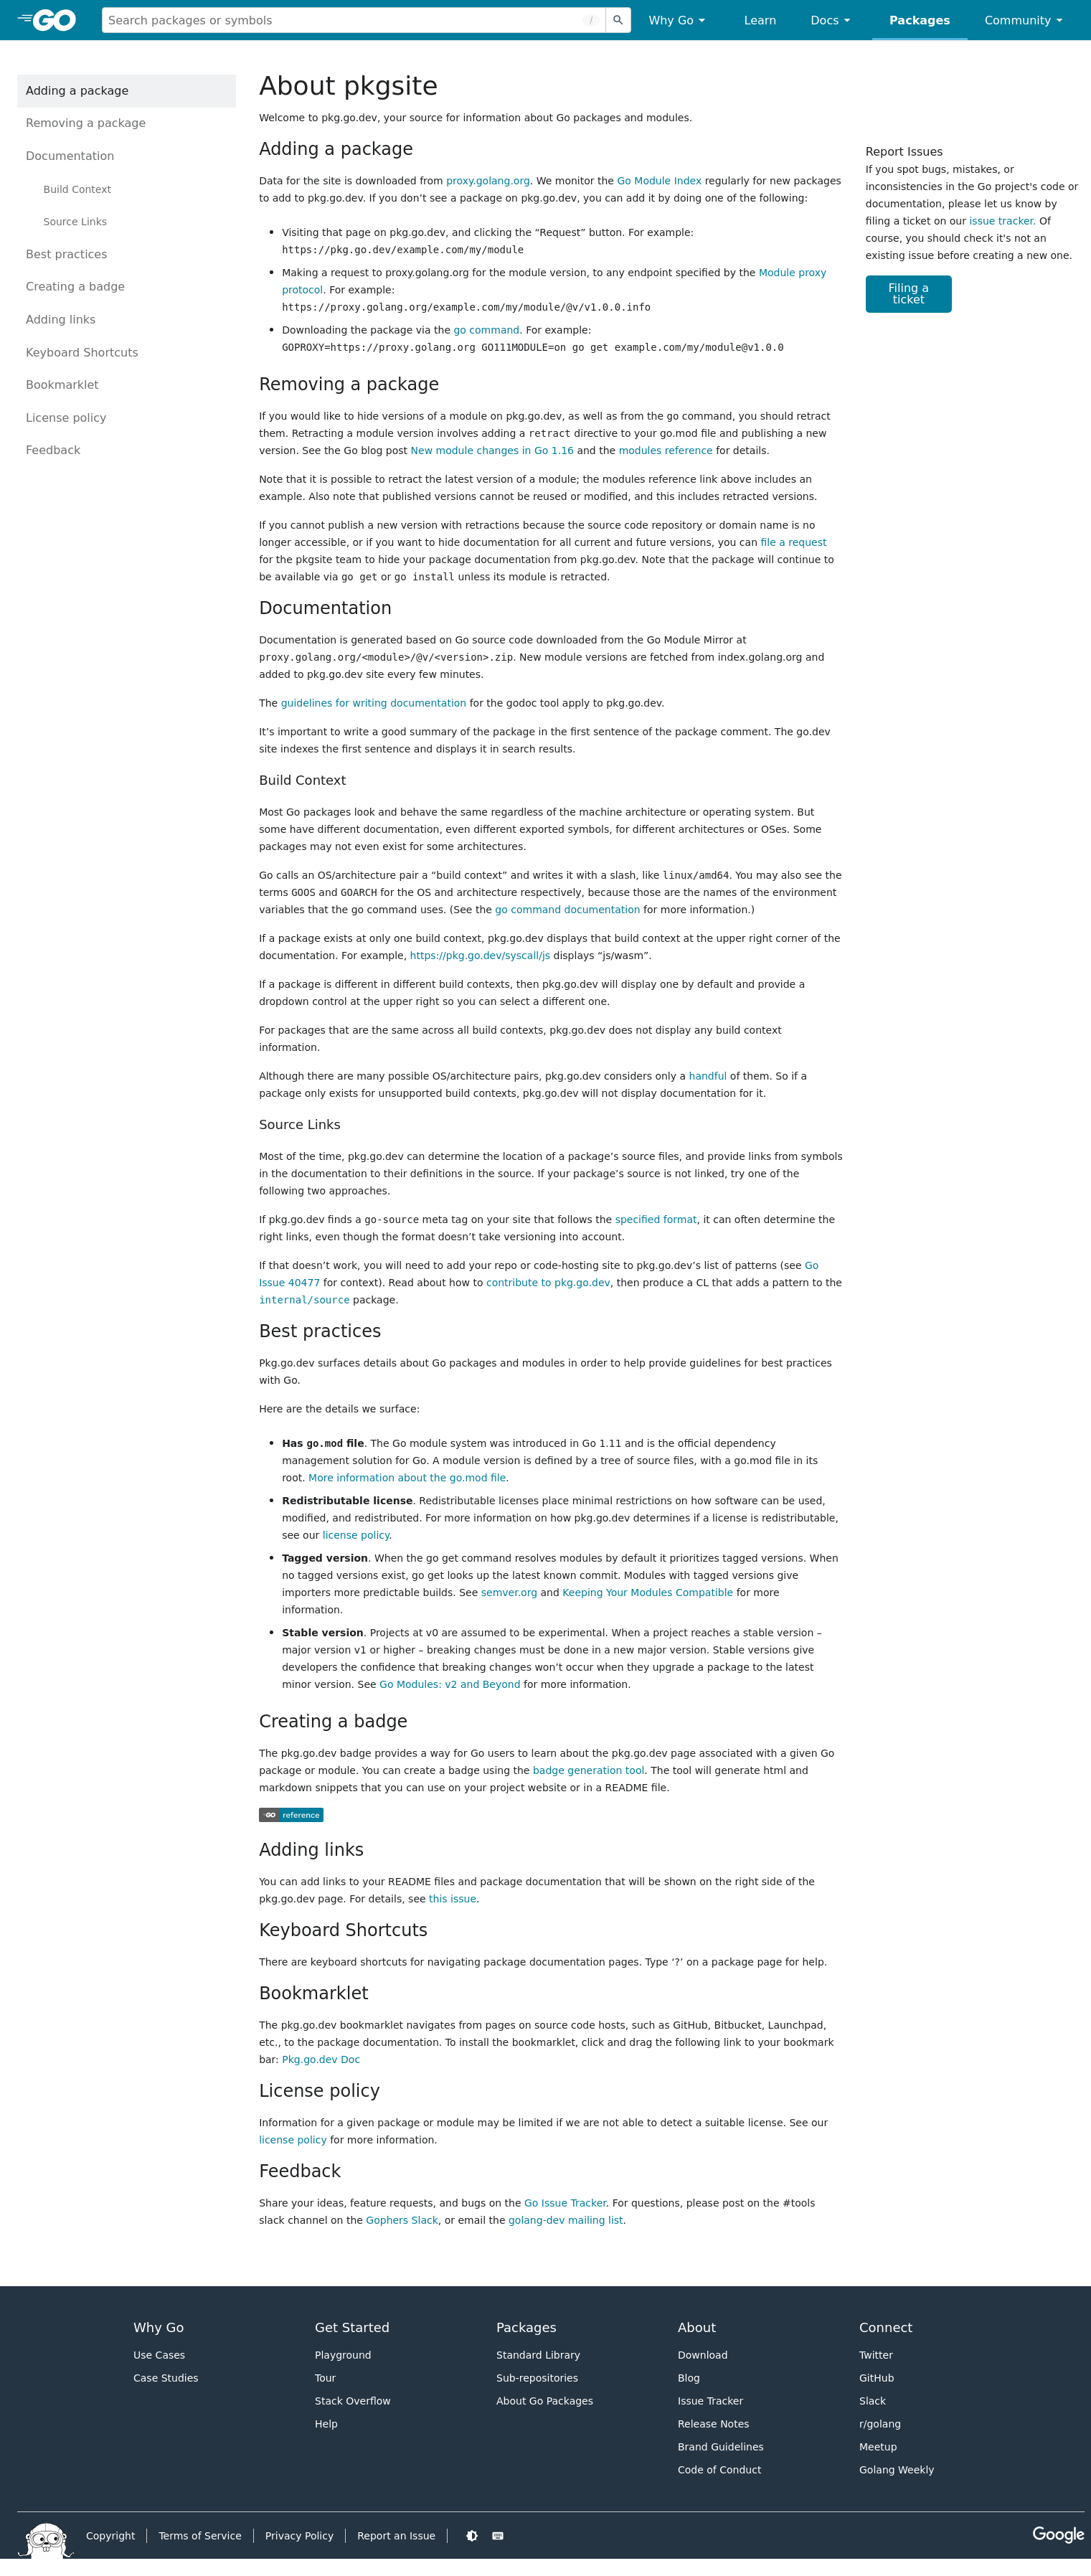 GO
Search packages or symbols
/
Why Go
Learn
Docs
Packages
Community
Adding a package
Removing a package
Documentation
Build Context
Source Links
Best practices
Creating a badge
Adding links
Keyboard Shortcuts
Bookmarklet
License policy
Feedback
About pkgsite
Welcome to pkg.go.dev, your source for information about Go packages and modules.
Adding a package
Data for the site is downloaded from proxy.golang.org. We monitor the Go Module Index regularly for new packages
to add to pkg.go.dev. If you don’t see a package on pkg.go.dev, you can add it by doing one of the following:
• Visiting that page on pkg.go.dev, and clicking the “Request” button. For example:
https://pkg.go.dev/example.com/my/module
• Making a request to proxy.golang.org for the module version, to any endpoint specified by the Module proxy
protocol. For example:
https://proxy.golang.org/example.com/my/module/@v/v1.0.0.info
• Downloading the package via the go command. For example:
GOPROXY=https://proxy.golang.org GO111MODULE=on go get example.com/my/module@v1.0.0
Removing a package
If you would like to hide versions of a module on pkg.go.dev, as well as from the go command, you should retract
them. Retracting a module version involves adding a retract directive to your go.mod file and publishing a new
version. See the Go blog post New module changes in Go 1.16 and the modules reference for details.
Note that it is possible to retract the latest version of a module; the modules reference link above includes an
example. Also note that published versions cannot be reused or modified, and this includes retracted versions.
If you cannot publish a new version with retractions because the source code repository or domain name is no
longer accessible, or if you want to hide documentation for all current and future versions, you can file a request
for the pkgsite team to hide your package documentation from pkg.go.dev. Note that the package will continue to
be available via go get or go install unless its module is retracted.
Documentation
Documentation is generated based on Go source code downloaded from the Go Module Mirror at
proxy.golang.org/<module>/@v/<version>.zip. New module versions are fetched from index.golang.org and
added to pkg.go.dev site every few minutes.
The guidelines for writing documentation for the godoc tool apply to pkg.go.dev.
It’s important to write a good summary of the package in the first sentence of the package comment. The go.dev
site indexes the first sentence and displays it in search results.
Build Context
Most Go packages look and behave the same regardless of the machine architecture or operating system. But
some have different documentation, even different exported symbols, for different architectures or OSes. Some
packages may not even exist for some architectures.
Go calls an OS/architecture pair a “build context” and writes it with a slash, like linux/amd64. You may also see the
terms GOOS and GOARCH for the OS and architecture respectively, because those are the names of the environment
variables that the go command uses. (See the go command documentation for more information.)
If a package exists at only one build context, pkg.go.dev displays that build context at the upper right corner of the
documentation. For example, https://pkg.go.dev/syscall/js displays “js/wasm”.
If a package is different in different build contexts, then pkg.go.dev will display one by default and provide a
dropdown control at the upper right so you can select a different one.
For packages that are the same across all build contexts, pkg.go.dev does not display any build context
information.
Although there are many possible OS/architecture pairs, pkg.go.dev considers only a handful of them. So if a
package only exists for unsupported build contexts, pkg.go.dev will not display documentation for it.
Source Links
Most of the time, pkg.go.dev can determine the location of a package’s source files, and provide links from symbols
in the documentation to their definitions in the source. If your package’s source is not linked, try one of the
following two approaches.
If pkg.go.dev finds a go-source meta tag on your site that follows the specified format, it can often determine the
right links, even though the format doesn’t take versioning into account.
If that doesn’t work, you will need to add your repo or code-hosting site to pkg.go.dev’s list of patterns (see Go
Issue 40477 for context). Read about how to contribute to pkg.go.dev, then produce a CL that adds a pattern to the
internal/source package.
Best practices
Pkg.go.dev surfaces details about Go packages and modules in order to help provide guidelines for best practices
with Go.
Here are the details we surface:
• Has go.mod file. The Go module system was introduced in Go 1.11 and is the official dependency
management solution for Go. A module version is defined by a tree of source files, with a go.mod file in its
root. More information about the go.mod file.
• Redistributable license. Redistributable licenses place minimal restrictions on how software can be used,
modified, and redistributed. For more information on how pkg.go.dev determines if a license is redistributable,
see our license policy.
• Tagged version. When the go get command resolves modules by default it prioritizes tagged versions. When
no tagged versions exist, go get looks up the latest known commit. Modules with tagged versions give
importers more predictable builds. See semver.org and Keeping Your Modules Compatible for more
information.
• Stable version. Projects at v0 are assumed to be experimental. When a project reaches a stable version –
major version v1 or higher – breaking changes must be done in a new major version. Stable versions give
developers the confidence that breaking changes won’t occur when they upgrade a package to the latest
minor version. See Go Modules: v2 and Beyond for more information.
Creating a badge
The pkg.go.dev badge provides a way for Go users to learn about the pkg.go.dev page associated with a given Go
package or module. You can create a badge using the badge generation tool. The tool will generate html and
markdown snippets that you can use on your project website or in a README file.
GO reference
Adding links
You can add links to your README files and package documentation that will be shown on the right side of the
pkg.go.dev page. For details, see this issue.
Keyboard Shortcuts
There are keyboard shortcuts for navigating package documentation pages. Type ‘?’ on a package page for help.
Bookmarklet
The pkg.go.dev bookmarklet navigates from pages on source code hosts, such as GitHub, Bitbucket, Launchpad,
etc., to the package documentation. To install the bookmarklet, click and drag the following link to your bookmark
bar: Pkg.go.dev Doc
License policy
Information for a given package or module may be limited if we are not able to detect a suitable license. See our
license policy for more information.
Feedback
Share your ideas, feature requests, and bugs on the Go Issue Tracker. For questions, please post on the #tools
slack channel on the Gophers Slack, or email the golang-dev mailing list.
Report Issues
If you spot bugs, mistakes, or
inconsistencies in the Go project's code or
documentation, please let us know by
filing a ticket on our issue tracker. Of
course, you should check it's not an
existing issue before creating a new one.
Filing a
ticket
Why Go
Use Cases
Case Studies
Get Started
Playground
Tour
Stack Overflow
Help
Packages
Standard Library
Sub-repositories
About Go Packages
About
Download
Blog
Issue Tracker
Release Notes
Brand Guidelines
Code of Conduct
Connect
Twitter
GitHub
Slack
r/golang
Meetup
Golang Weekly
Copyright
Terms of Service
Privacy Policy
Report an Issue
Google